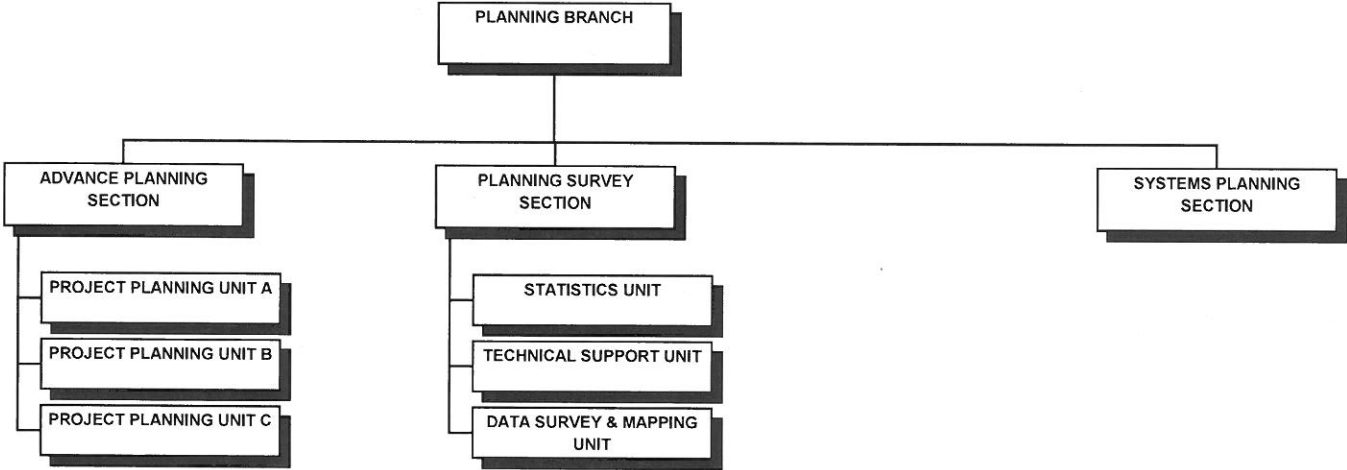 PLANNING BRANCH
ADVANCE PLANNING
SECTION
PLANNING SURVEY
SECTION
SYSTEMS PLANNING
SECTION
PROJECT PLANNING UNIT A
PROJECT PLANNING UNIT B
PROJECT PLANNING UNIT C
STATISTICS UNIT
TECHNICAL SUPPORT UNIT
DATA SURVEY & MAPPING
UNIT